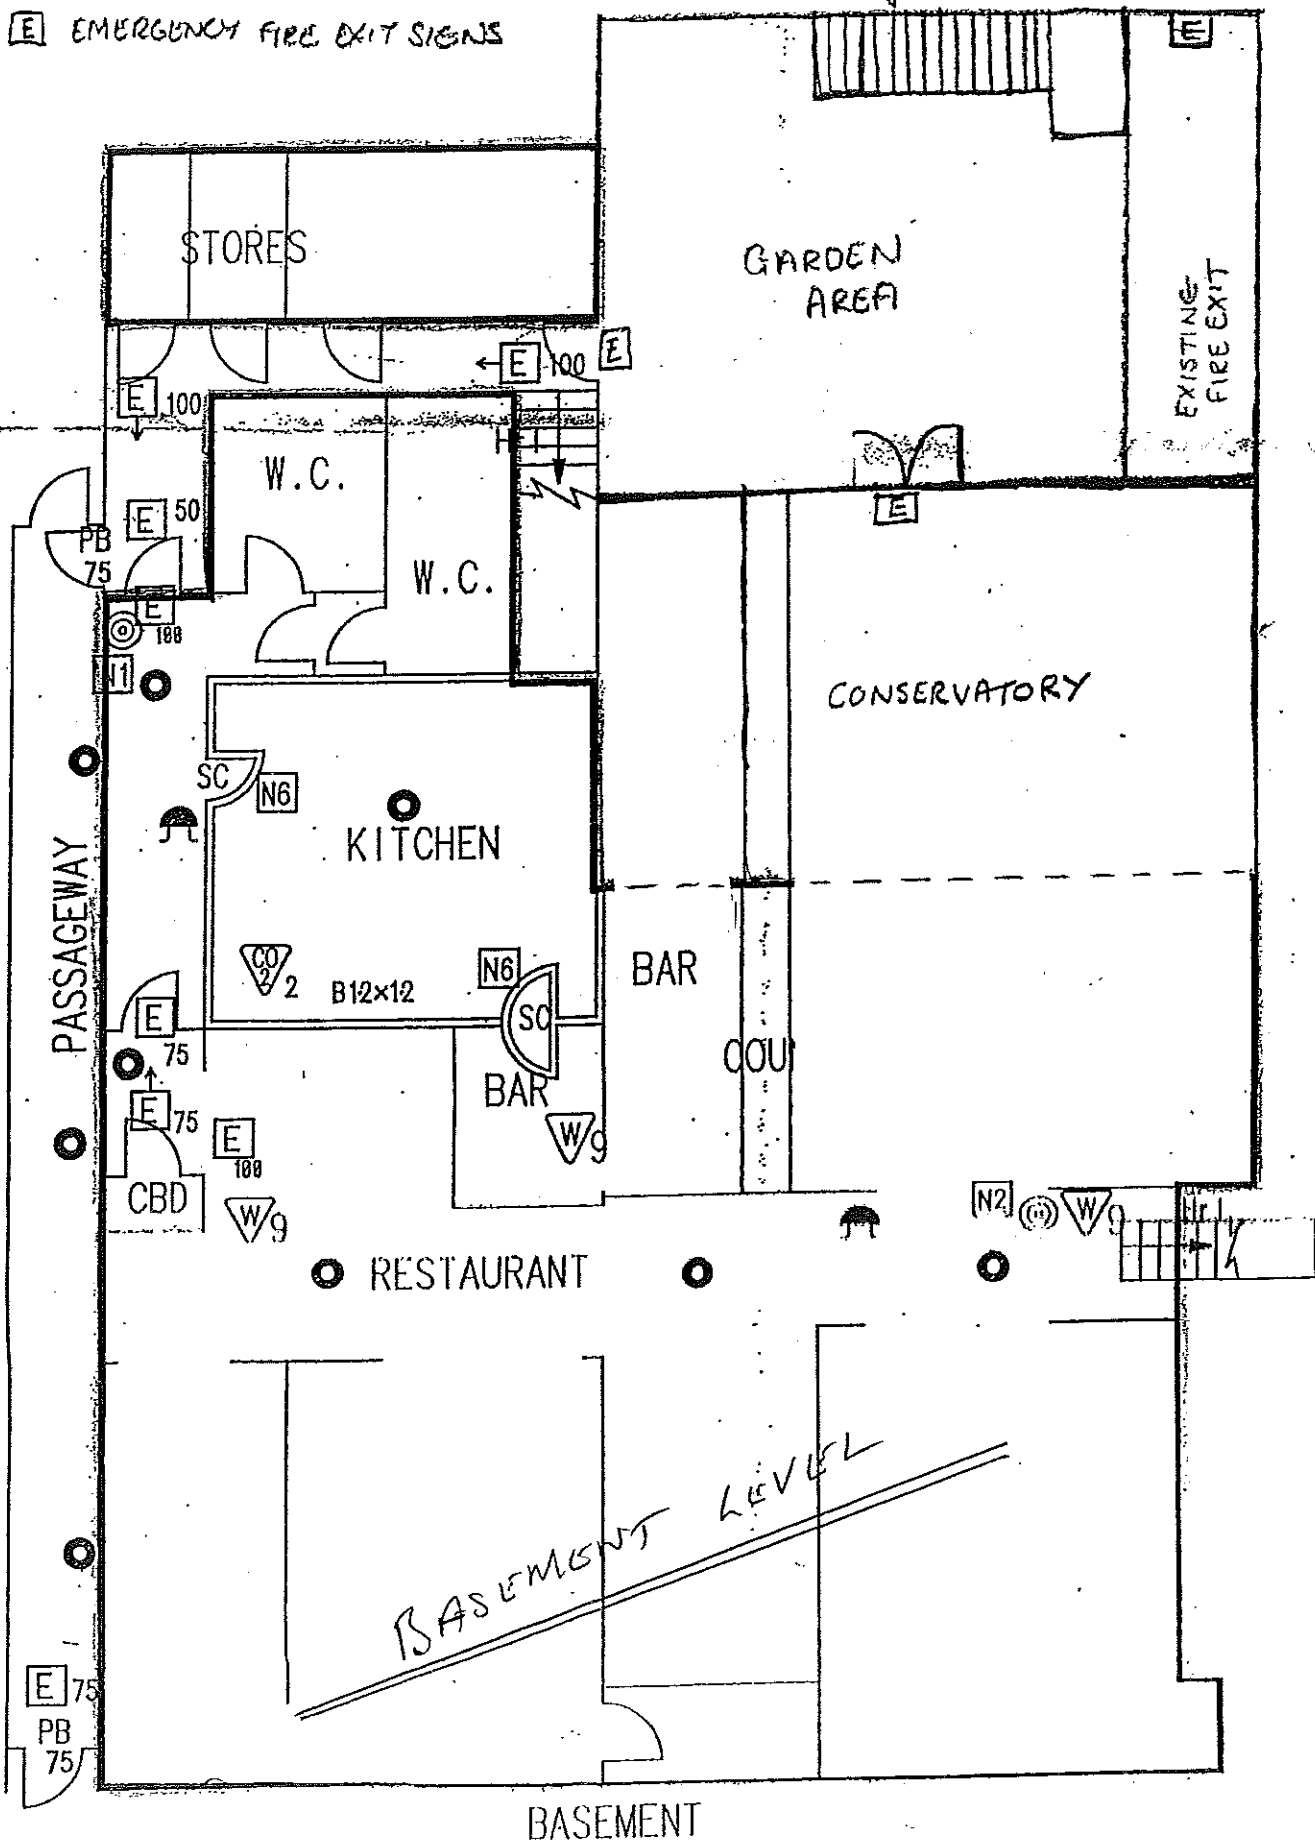 E EMERGENCY FIRE EXIT SIGNS
E
STORES
GARDEN
AREA
EXISTING
FIRE EXIT
E 100
E
E 100
W.C.
E 50
E
PB
75
W.C.
E
100
N1
CONSERVATORY
SC
N6
KITCHEN
PASSAGEWAY
CO2 2
B12x12
N6
SC
BAR
E
75
COU
BAR
E 75
E
100
W 9
CBD
W 9
N2
W 9
RESTAURANT
BASEMENT LEVEL
E 75
PB
75
BASEMENT